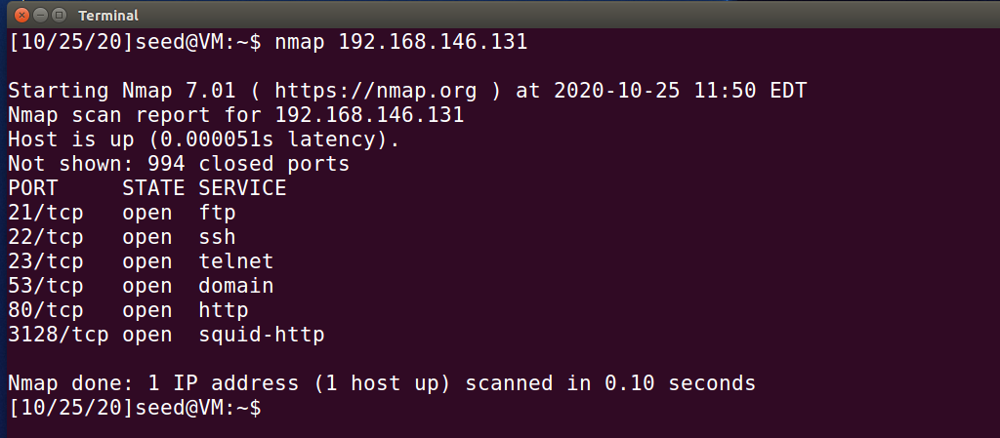 Terminal
[10/25/20]seed@VM:~$ nmap 192.168.146.131
Starting Nmap 7.01 ( https://nmap.org ) at 2020-10-25 11:50 EDT
Nmap scan report for 192.168.146.131
Host is up (0.000051s latency).
Not shown: 994 closed ports
PORT     STATE SERVICE
21/tcp   open  ftp
22/tcp   open  ssh
23/tcp   open  telnet
53/tcp   open  domain
80/tcp   open  http
3128/tcp open  squid-http
Nmap done: 1 IP address (1 host up) scanned in 0.10 seconds
[10/25/20]seed@VM:~$